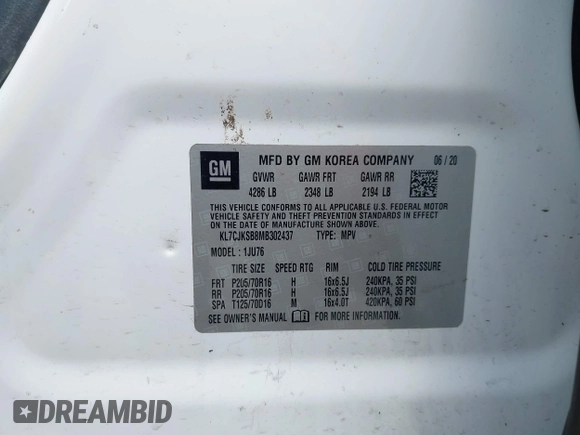 GM
MFD BY GM KOREA COMPANY 06/20
GVWR GAWR FRT GAWR RR
4286 LB 2348 LB 2194 LB
THIS VEHICLE CONFORMS TO ALL APPLICABLE U.S. FEDERAL MOTOR
VEHICLE SAFETY BUMPER AND THEFT PREVENTION STANDARDS IN EFFECT
ON THE DATE OF MANUFACTURE SHOWN ABOVE.
KL7CJKSB8MB302437 TYPE: MPV
MODEL : 1JU76
TIRE SIZE SPEED RTG RIM COLD TIRE PRESSURE
FRT P205/70R16 H 16x6.5J 240KPA, 35 PSI
RR P205/70R16 H 16x6.5J 240KPA, 35 PSI
SPA T125/70D16 M 16x4.0T 420KPA, 60 PSI
SEE OWNER'S MANUAL FOR MORE INFORMATION.
DREAMBID